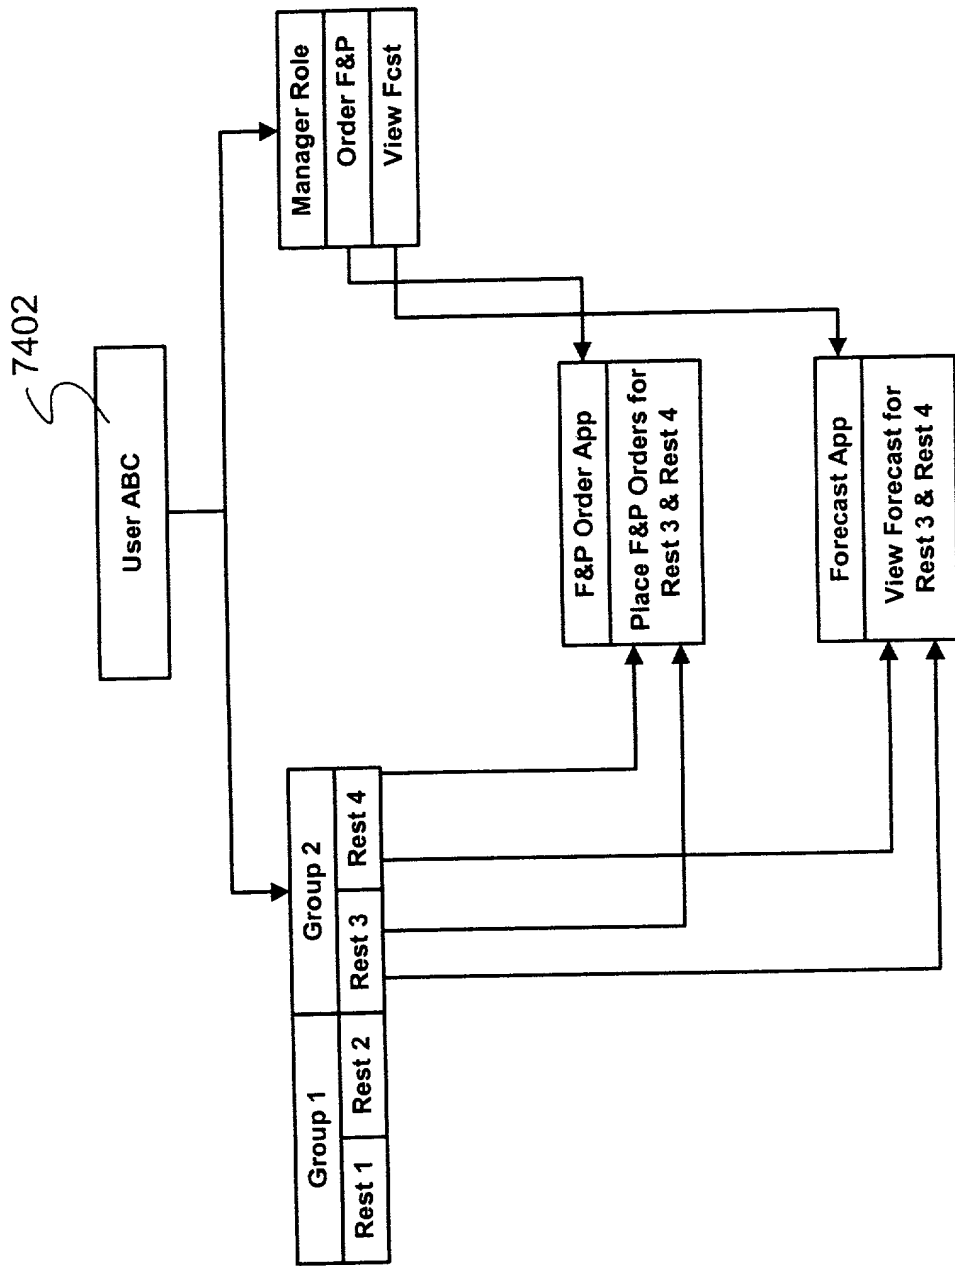 7402
User ABC
Group 1
Group 2
Rest 1
Rest 2
Rest 3
Rest 4
Manager Role
Order F&P
View Fcst
F&P Order App
Place F&P Orders for
Rest 3 & Rest 4
Forecast App
View Forecast for
Rest 3 & Rest 4